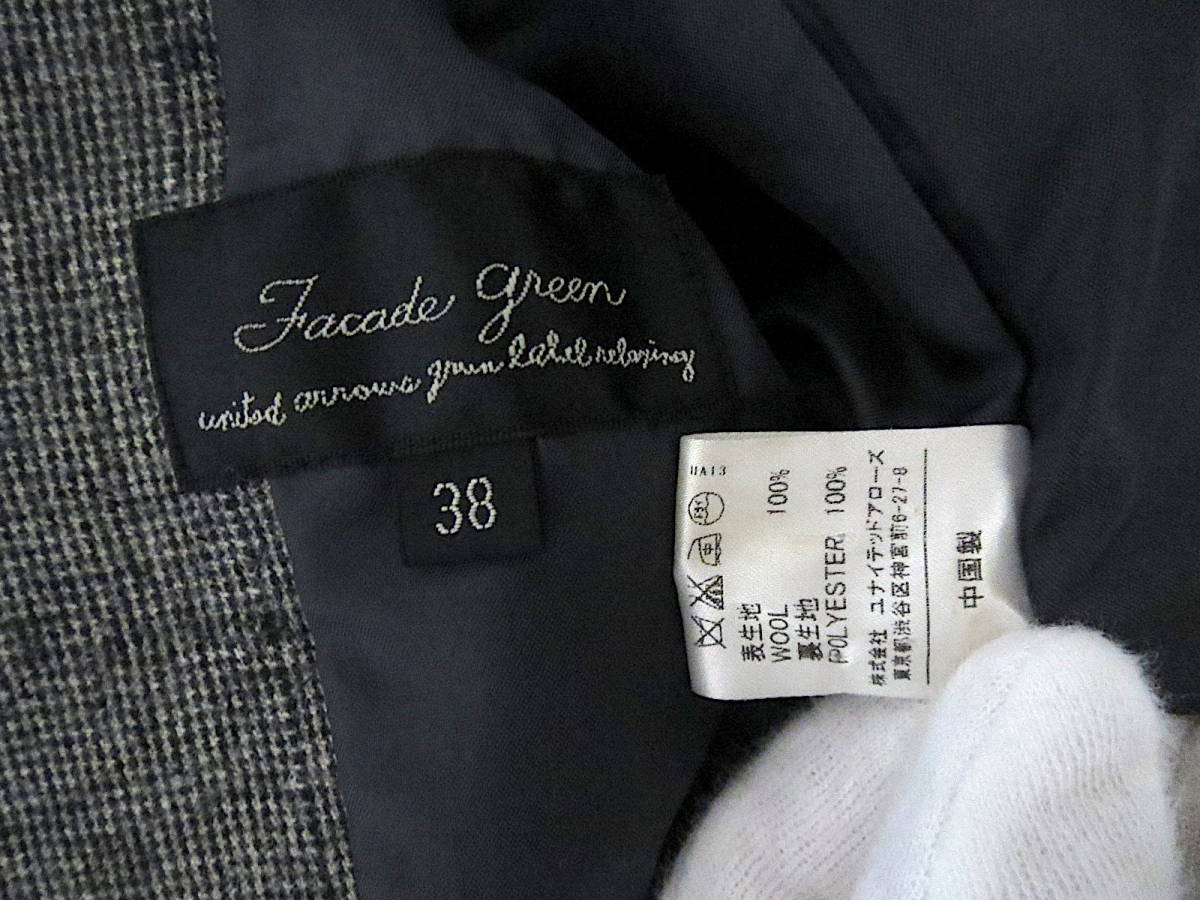 Facade green
united arrows green label relaxing
38
UA13
表生地
WOOL 100%
裏生地
POLYESTER 100%
株式会社 ユナイテッドアローズ
東京都渋谷区神宮前6-27-8
中国製